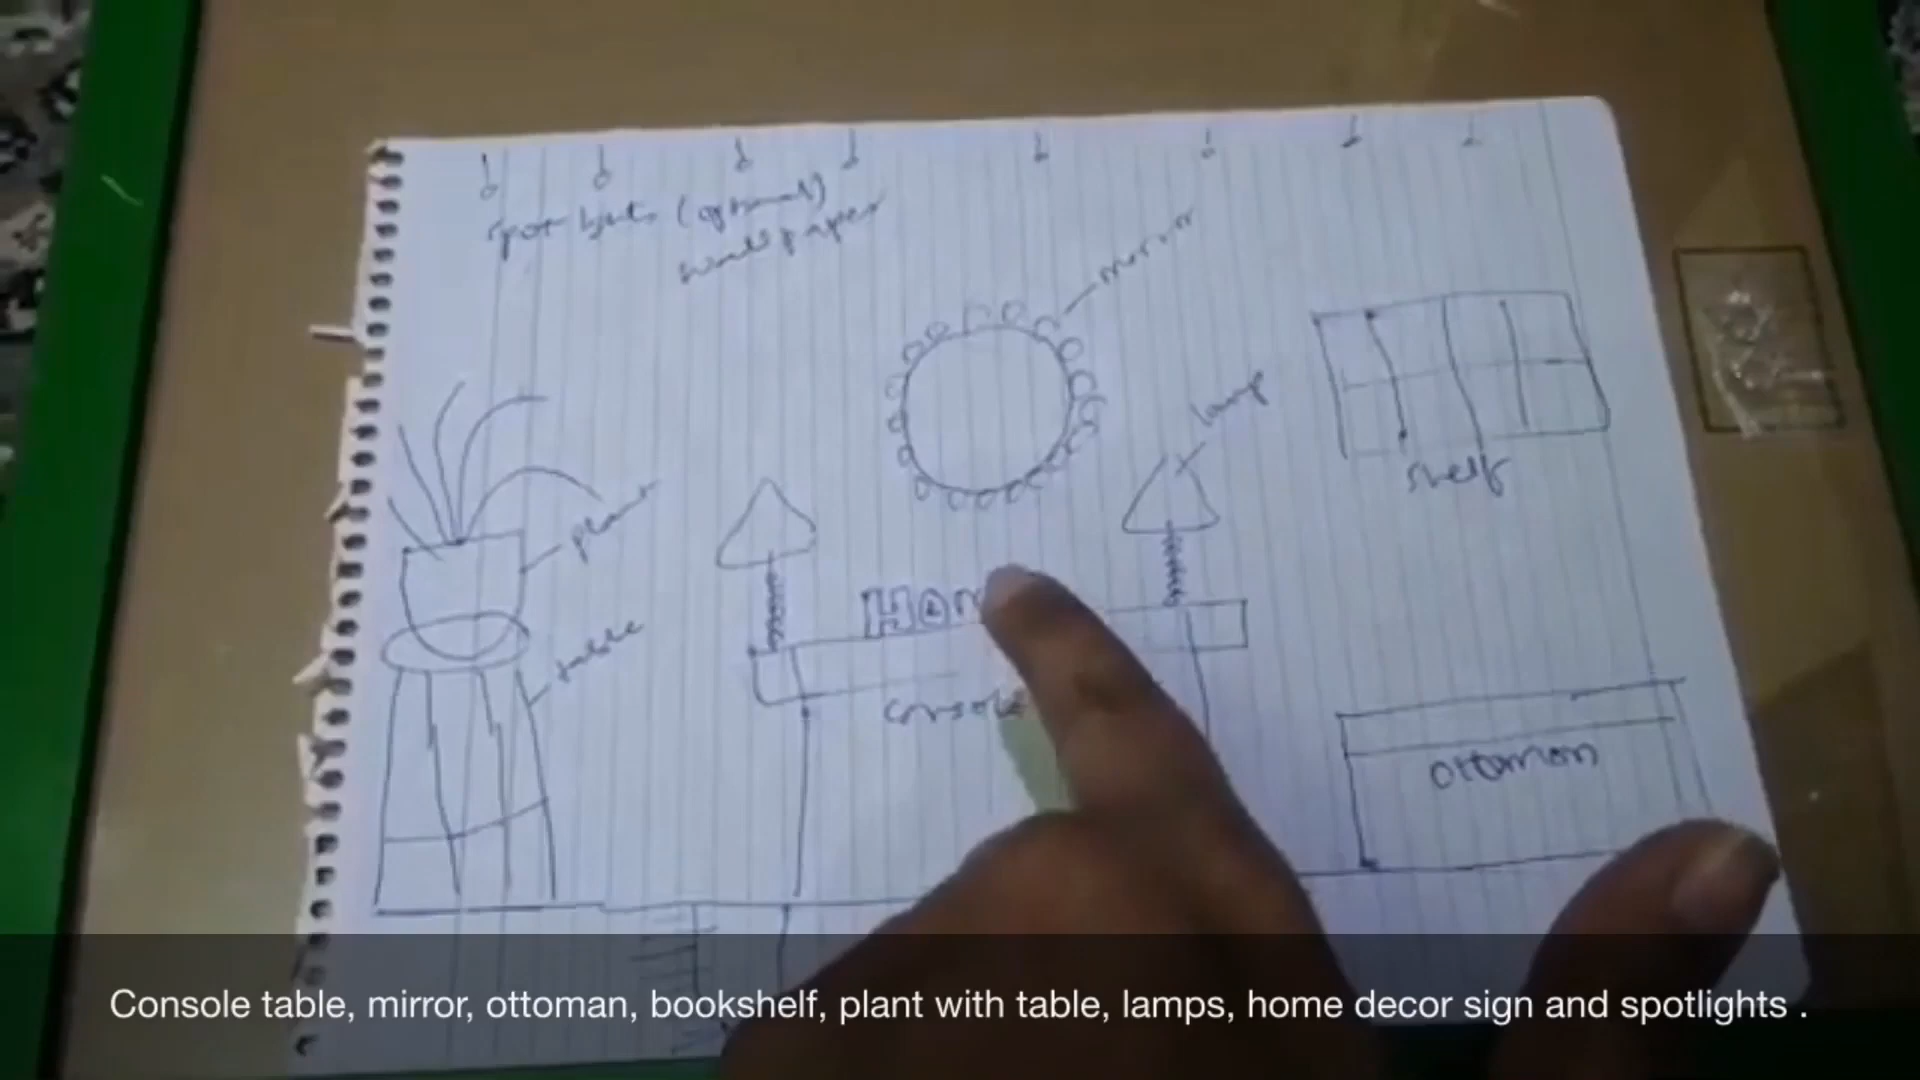 spot lights (optional)
wall paper
mirror
lamp
shelf
plant
Hom
table
console
ottoman
Console table, mirror, ottoman, bookshelf, plant with table, lamps, home decor sign and spotlights .